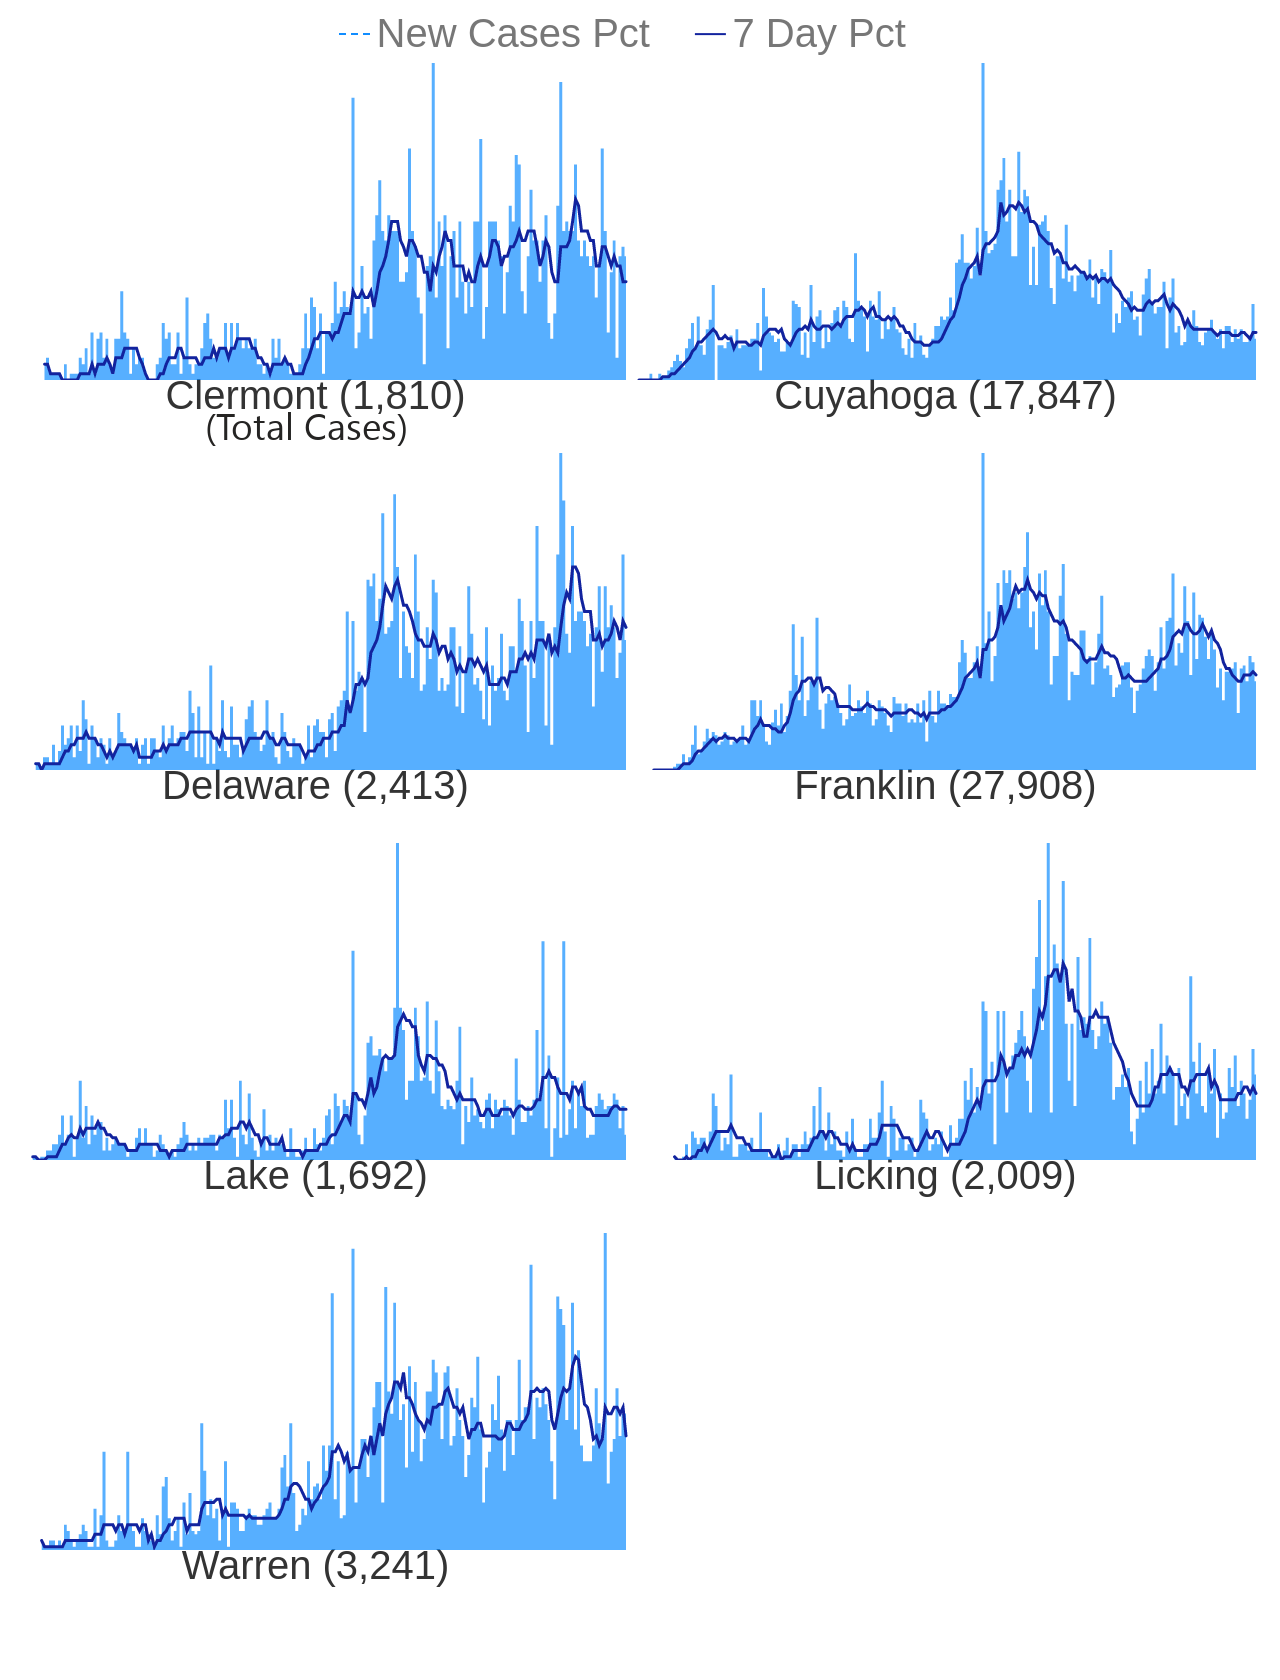 New Cases Pct 7 Day Pct
Clermont (1,810)
(Total Cases)
Cuyahoga (17,847)
Delaware (2,413)
Franklin (27,908)
Lake (1,692)
Licking (2,009)
Warren (3,241)